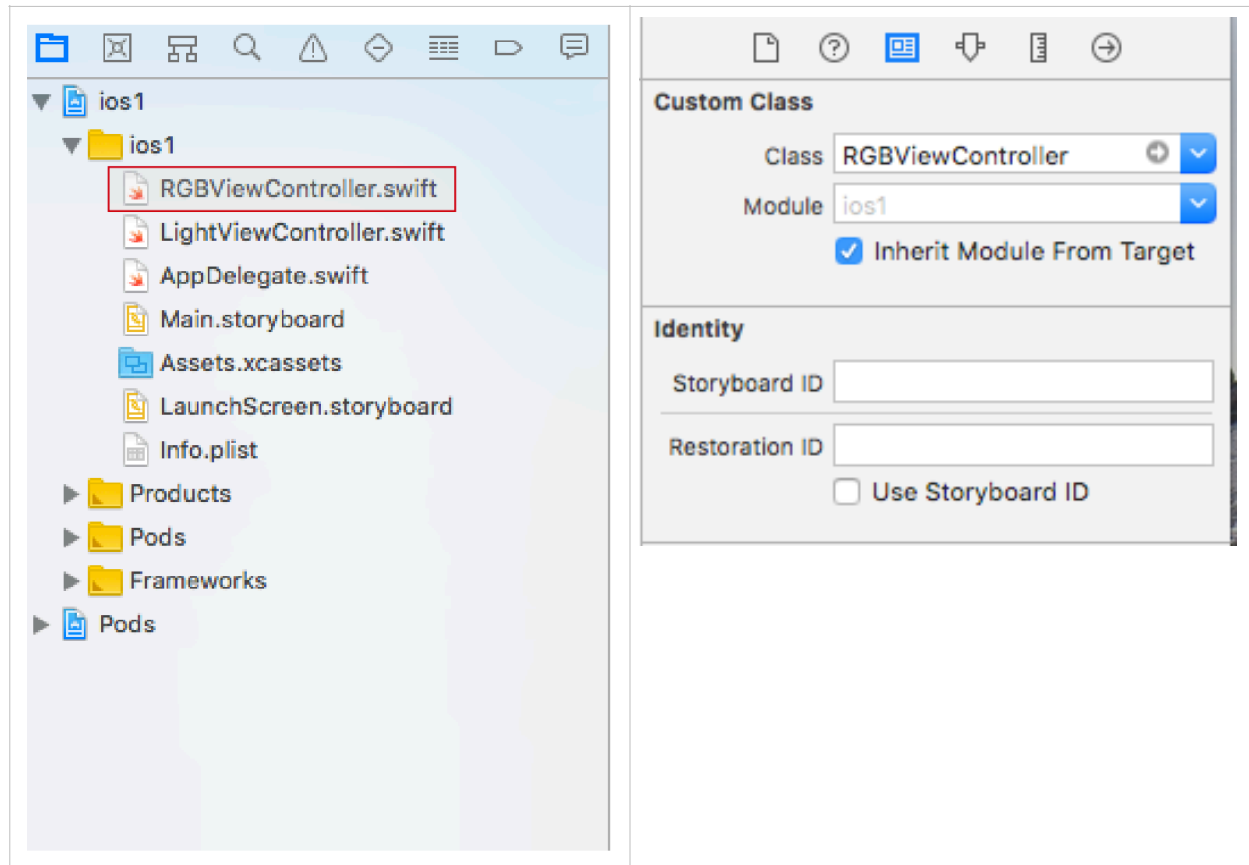 ios1
ios1
RGBViewController.swift
LightViewController.swift
AppDelegate.swift
Main.storyboard
Assets.xcassets
LaunchScreen.storyboard
Info.plist
Products
Pods
Frameworks
Pods
Custom Class
Class RGBViewController
Module ios1
Inherit Module From Target
Identity
Storyboard ID
Restoration ID
Use Storyboard ID